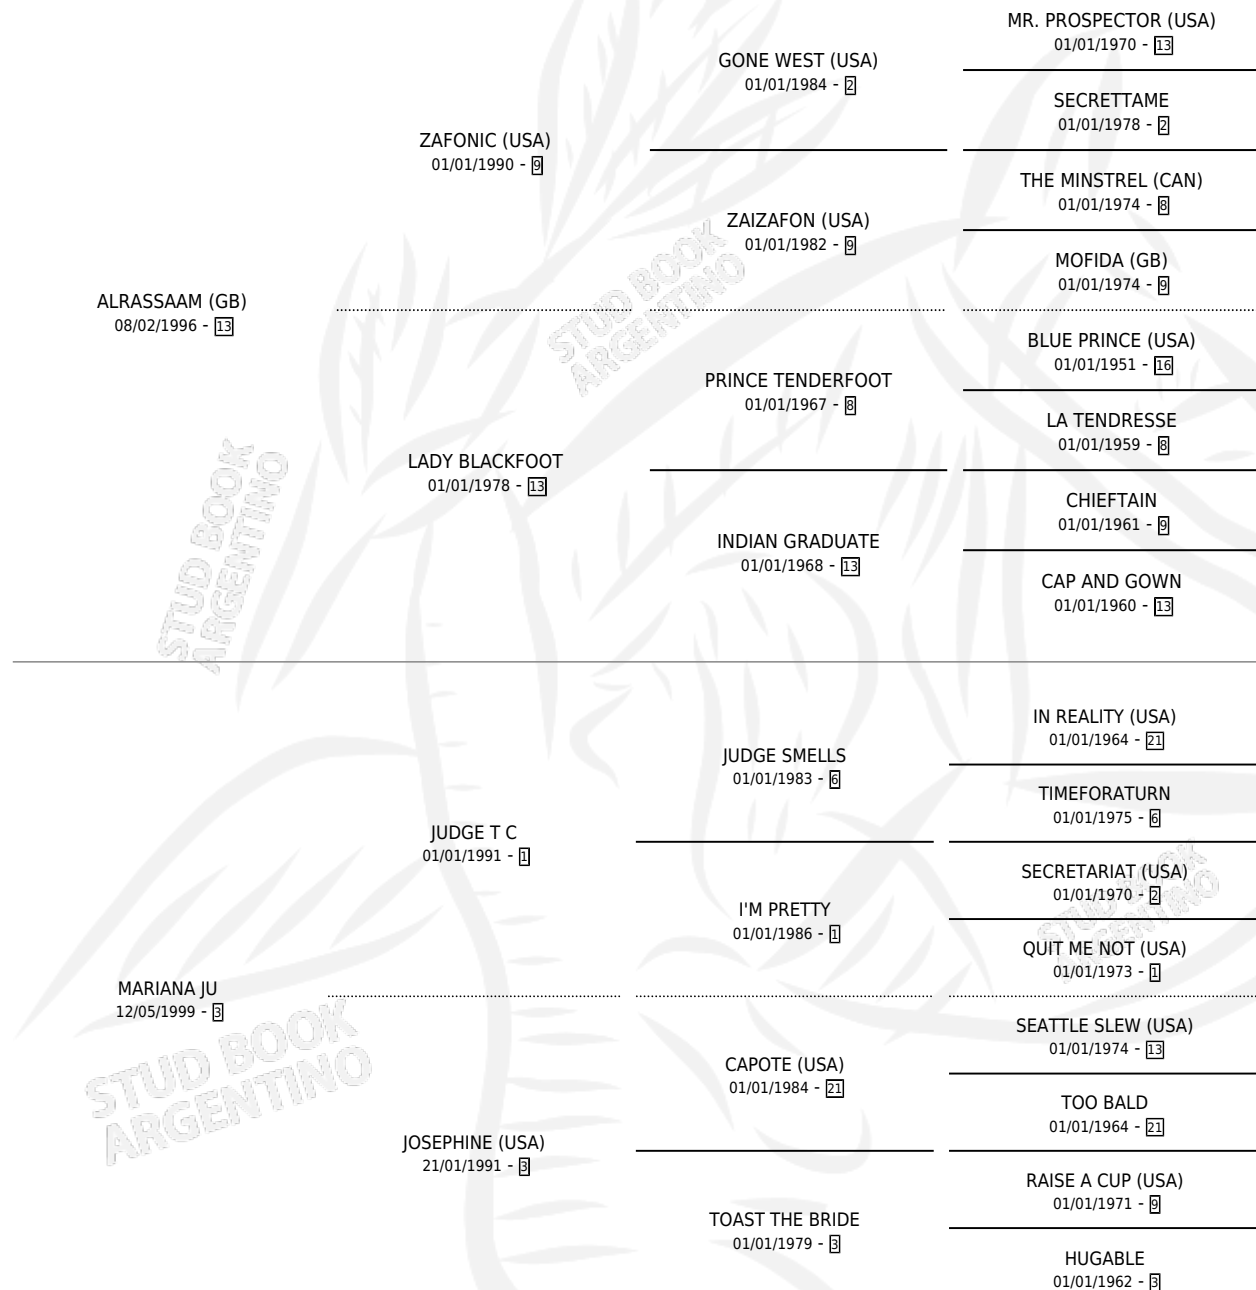 MR. PROSPECTOR (USA)
01/01/1970 - 13
GONE WEST (USA)
01/01/1984 - 2
SECRETTAME
01/01/1978 - 2
ZAFONIC (USA)
01/01/1990 - 9
THE MINSTREL (CAN)
01/01/1974 - 8
ZAIZAFON (USA)
01/01/1982 - 9
MOFIDA (GB)
01/01/1974 - 9
ALRASSAAM (GB)
08/02/1996 - 13
BLUE PRINCE (USA)
01/01/1951 - 16
PRINCE TENDERFOOT
01/01/1967 - 8
LA TENDRESSE
01/01/1959 - 8
LADY BLACKFOOT
01/01/1978 - 13
CHIEFTAIN
01/01/1961 - 9
INDIAN GRADUATE
01/01/1968 - 13
CAP AND GOWN
01/01/1960 - 13
IN REALITY (USA)
01/01/1964 - 21
JUDGE SMELLS
01/01/1983 - 6
TIMEFORATURN
01/01/1975 - 6
JUDGE T C
01/01/1991 - 1
SECRETARIAT (USA)
01/01/1970 - 2
I'M PRETTY
01/01/1986 - 1
QUIT ME NOT (USA)
01/01/1973 - 1
MARIANA JU
12/05/1999 - 3
SEATTLE SLEW (USA)
01/01/1974 - 13
CAPOTE (USA)
01/01/1984 - 21
TOO BALD
01/01/1964 - 21
JOSEPHINE (USA)
21/01/1991 - 3
RAISE A CUP (USA)
01/01/1971 - 9
TOAST THE BRIDE
01/01/1979 - 3
HUGABLE
01/01/1962 - 3
STUD BOOK
ARGENTINO
STUD BOOK
ARGENTINO
STUD BOOK
ARGENTINO
STUD BOOK
ARGENTINO